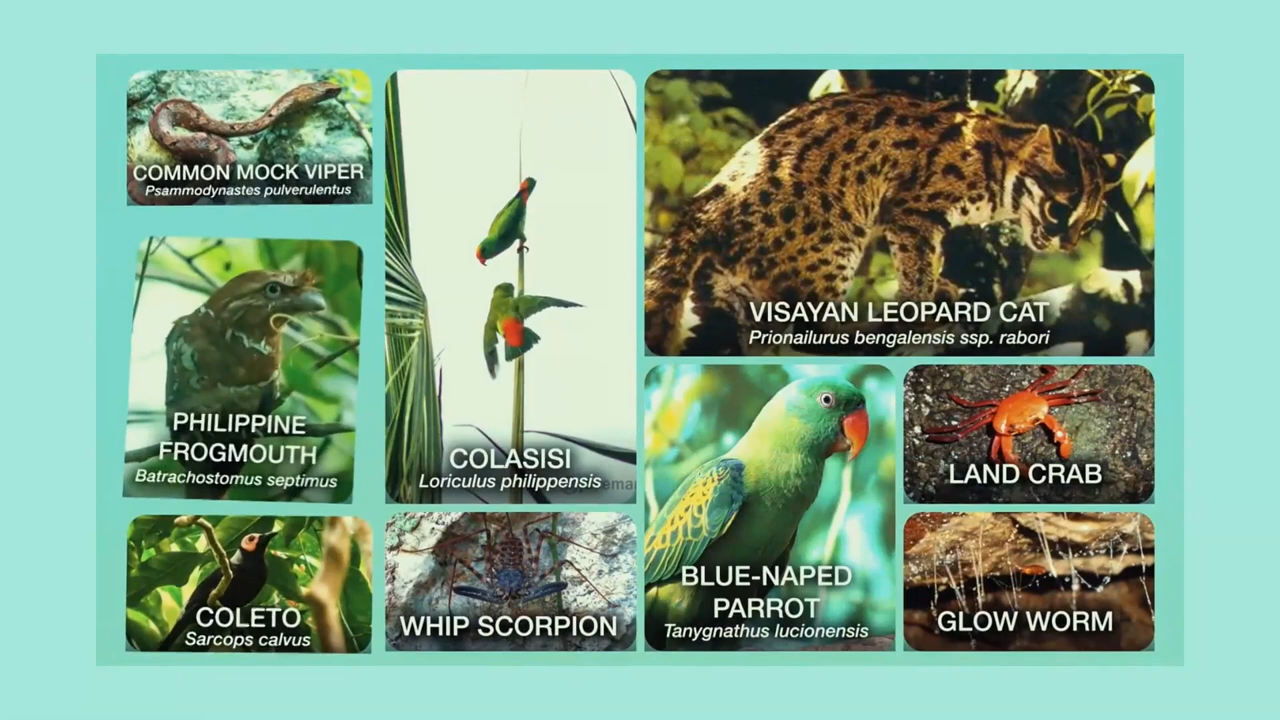 COMMON MOCK VIPER
Psammodynastes pulverulentus
PHILIPPINE
FROGMOUTH
Batrachostomus septimus
COLETO
Sarcops calvus
COLASISI
Loriculus philippensis
WHIP SCORPION
VISAYAN LEOPARD CAT
Prionailurus bengalensis ssp. rabori
BLUE-NAPED
PARROT
Tanygnathus lucionensis
LAND CRAB
GLOW WORM